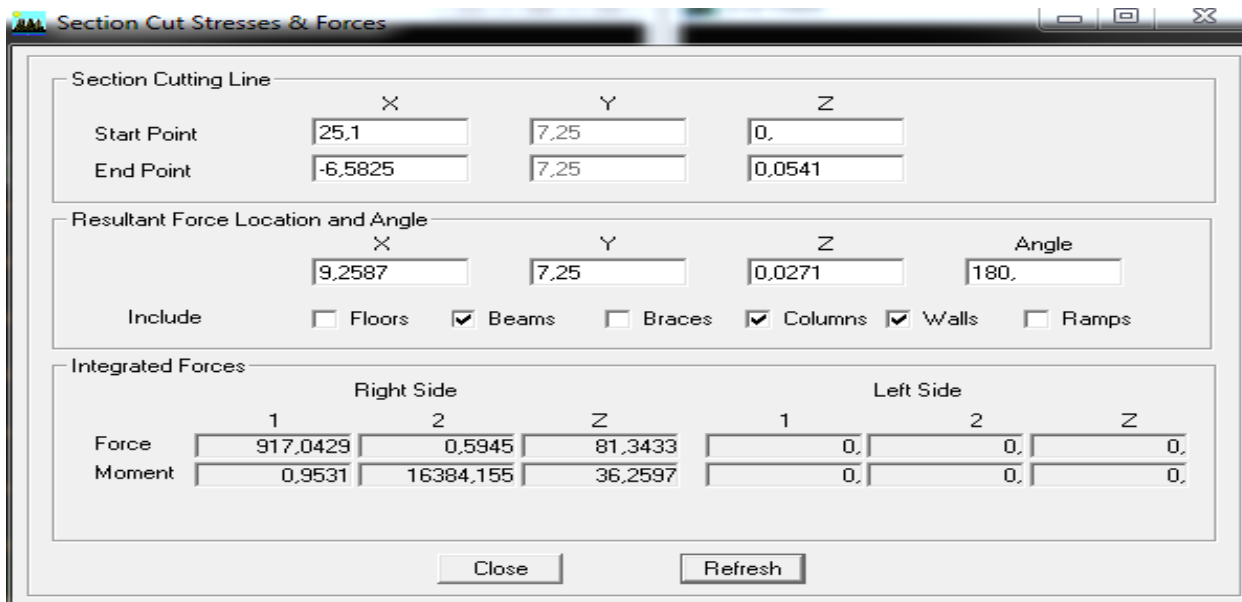 Section Cut Stresses & Forces
Section Cutting Line
X Y Z
Start Point 25,1 7,25 0,
End Point -6,5825 7,25 0,0541
Resultant Force Location and Angle
X Y Z Angle
9,2587 7,25 0,0271 180,
Include Floors Beams Braces Columns Walls Ramps
Integrated Forces
Right Side Left Side
1 2 Z 1 2 Z
Force 917,0429 0,5945 81,3433 0, 0, 0,
Moment 0,9531 16384,155 36,2597 0, 0, 0,
Close Refresh